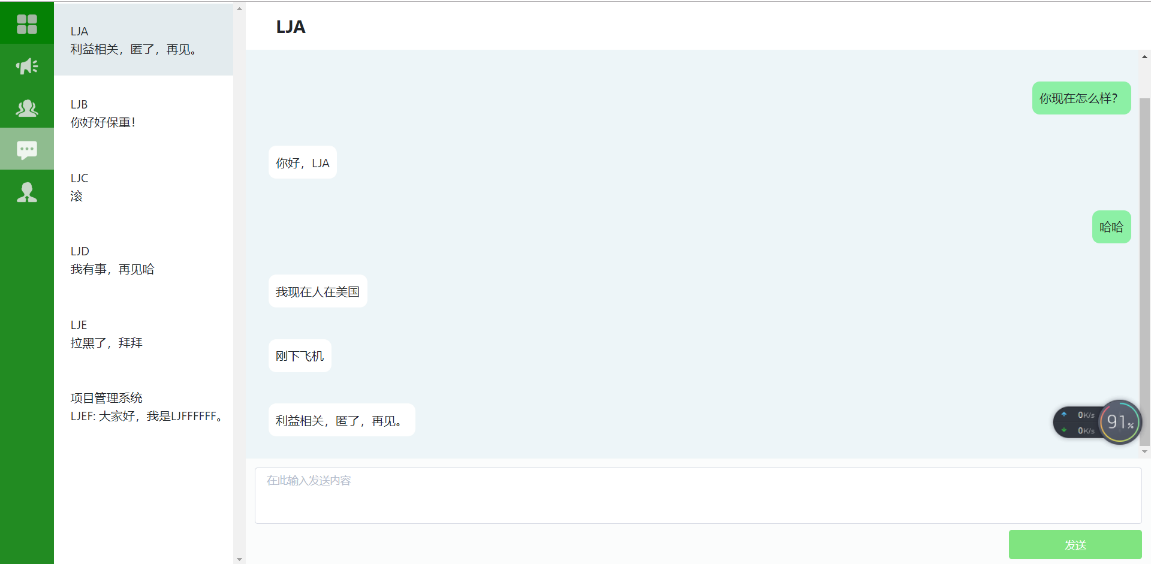 LJA
利益相关，匿了，再见。
LJB
你好好保重！
LJC
滚
LJD
我有事，再见哈
LJE
拉黑了，拜拜
项目管理系统
LJEF: 大家好，我是LJFFFFFF。
LJA
你现在怎么样？
你好，LJA
哈哈
我现在人在美国
刚下飞机
利益相关，匿了，再见。
0K/s
0K/s
91%
在此输入发送内容
发送